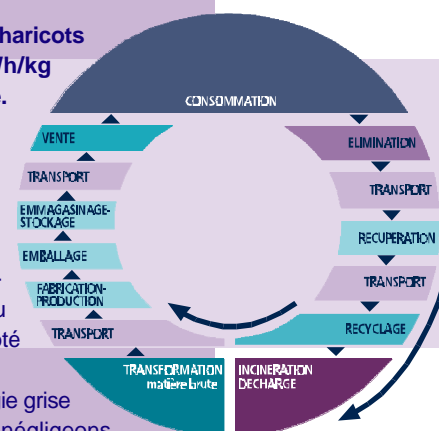 haricots
h/kg
e.
CONSOMMATION
VENTE
TRANSPORT
EMMAGASINAGE-
STOCKAGE
EMBALLAGE
FABRICATION-
PRODUCTION
TRANSPORT
TRANSFORMATION
matière brute
ELIMINATION
TRANSPORT
RECUPERATION
TRANSPORT
RECYCLAGE
INCINERATION
DECHARGE
u
oté
ie grise
négligeons